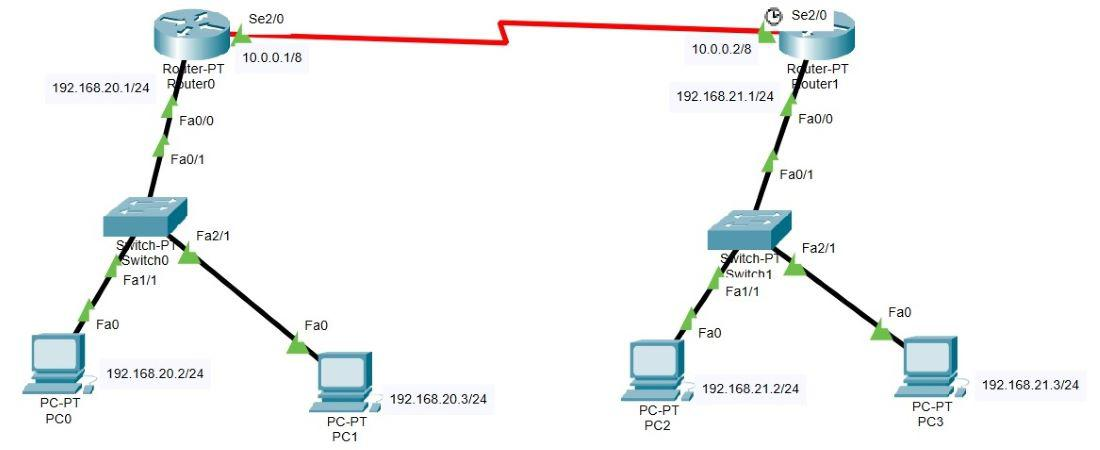 Se2/0
10.0.0.1/8
Router-PT
Router0
192.168.20.1/24
Fa0/0
Fa0/1
Switch-PT
Switch0
Fa2/1
Fa1/1
Fa0
192.168.20.2/24
PC-PT
PC0
Fa0
192.168.20.3/24
PC-PT
PC1
Se2/0
10.0.0.2/8
Router-PT
Router1
192.168.21.1/24
Fa0/0
Fa0/1
Switch-PT
Switch1
Fa2/1
Fa1/1
Fa0
192.168.21.2/24
PC-PT
PC2
Fa0
192.168.21.3/24
PC-PT
PC3